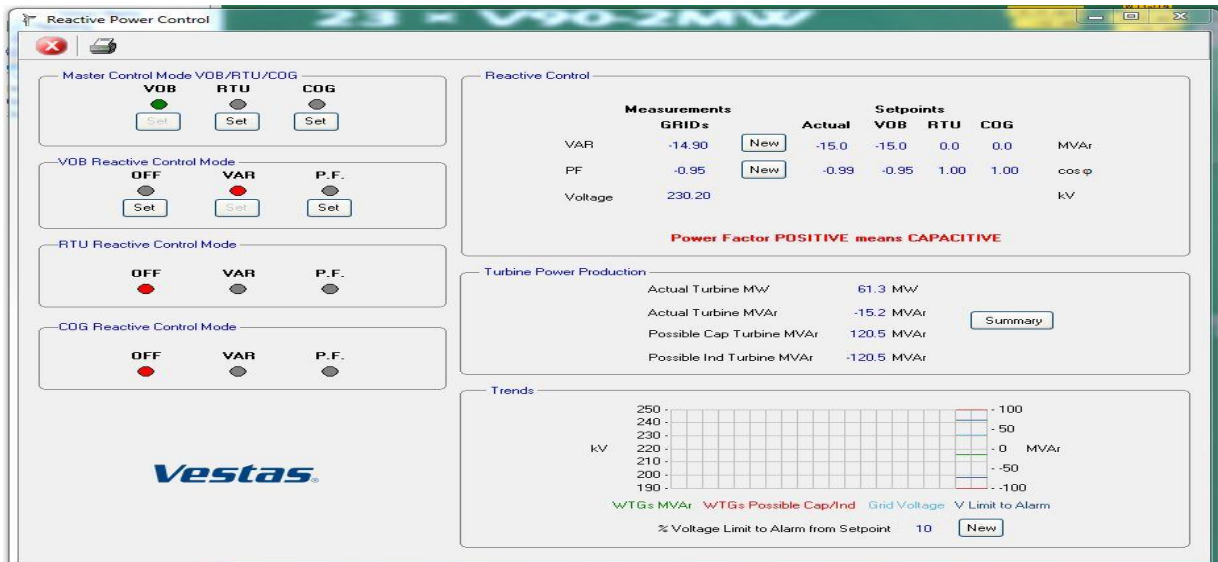 23 × V90-2MW
Reactive Power Control
Master Control Mode VOB/RTU/COG
VOB RTU COG
Set Set Set
VOB Reactive Control Mode
OFF VAR P.F.
Set Set Set
RTU Reactive Control Mode
OFF VAR P.F.
COG Reactive Control Mode
OFF VAR P.F.
Vestas
Reactive Control
Measurements Setpoints
GRIDs Actual VOB RTU COG
VAR -14.90 New -15.0 -15.0 0.0 0.0 MVAr
PF -0.95 New -0.99 -0.95 1.00 1.00 cos φ
Voltage 230.20 kV
Power Factor POSITIVE means CAPACITIVE
Turbine Power Production
Actual Turbine MW 61.3 MW
Actual Turbine MVAr -15.2 MVAr
Summary
Possible Cap Turbine MVAr 120.5 MVAr
Possible Ind Turbine MVAr -120.5 MVAr
Trends
250 - - 100
240 -
230 - - 50
kV 220 - - 0 MVAr
210 -
200 - - -50
190 - - -100
WTGs MVAr WTGs Possible Cap/Ind Grid Voltage V Limit to Alarm
% Voltage Limit to Alarm from Setpoint 10 New